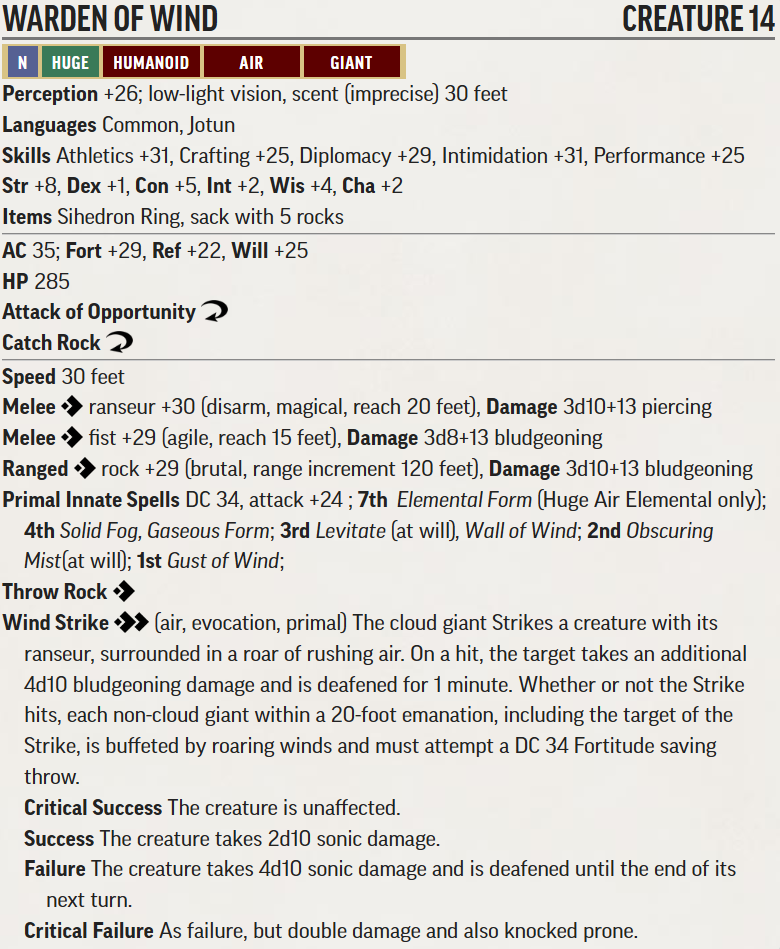 WARDEN OF WIND CREATURE 14
N HUGE HUMANOID AIR GIANT
Perception +26; low-light vision, scent (imprecise) 30 feet
Languages Common, Jotun
Skills Athletics +31, Crafting +25, Diplomacy +29, Intimidation +31, Performance +25
Str +8, Dex +1, Con +5, Int +2, Wis +4, Cha +2
Items Sihedron Ring, sack with 5 rocks
AC 35; Fort +29, Ref +22, Will +25
HP 285
Attack of Opportunity
Catch Rock
Speed 30 feet
Melee ranseur +30 (disarm, magical, reach 20 feet), Damage 3d10+13 piercing
Melee fist +29 (agile, reach 15 feet), Damage 3d8+13 bludgeoning
Ranged rock +29 (brutal, range increment 120 feet), Damage 3d10+13 bludgeoning
Primal Innate Spells DC 34, attack +24 ; 7th Elemental Form (Huge Air Elemental only);
4th Solid Fog, Gaseous Form; 3rd Levitate (at will), Wall of Wind; 2nd Obscuring
Mist(at will); 1st Gust of Wind;
Throw Rock
Wind Strike (air, evocation, primal) The cloud giant Strikes a creature with its
ranseur, surrounded in a roar of rushing air. On a hit, the target takes an additional
4d10 bludgeoning damage and is deafened for 1 minute. Whether or not the Strike
hits, each non-cloud giant within a 20-foot emanation, including the target of the
Strike, is buffeted by roaring winds and must attempt a DC 34 Fortitude saving
throw.
Critical Success The creature is unaffected.
Success The creature takes 2d10 sonic damage.
Failure The creature takes 4d10 sonic damage and is deafened until the end of its
next turn.
Critical Failure As failure, but double damage and also knocked prone.